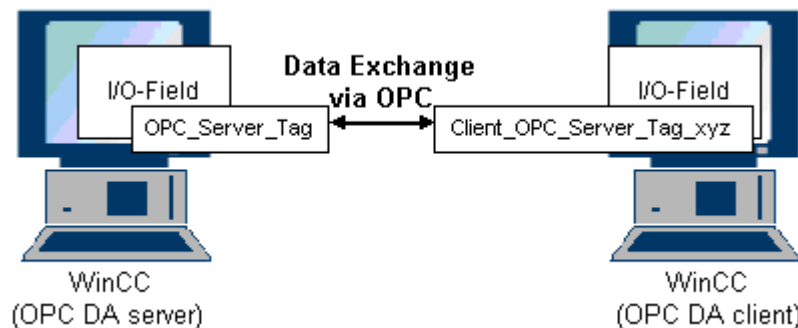 I/O-Field
OPC_Server_Tag
Data Exchange
via OPC
I/O-Field
Client_OPC_Server_Tag_xyz
WinCC
(OPC DA server)
WinCC
(OPC DA client)